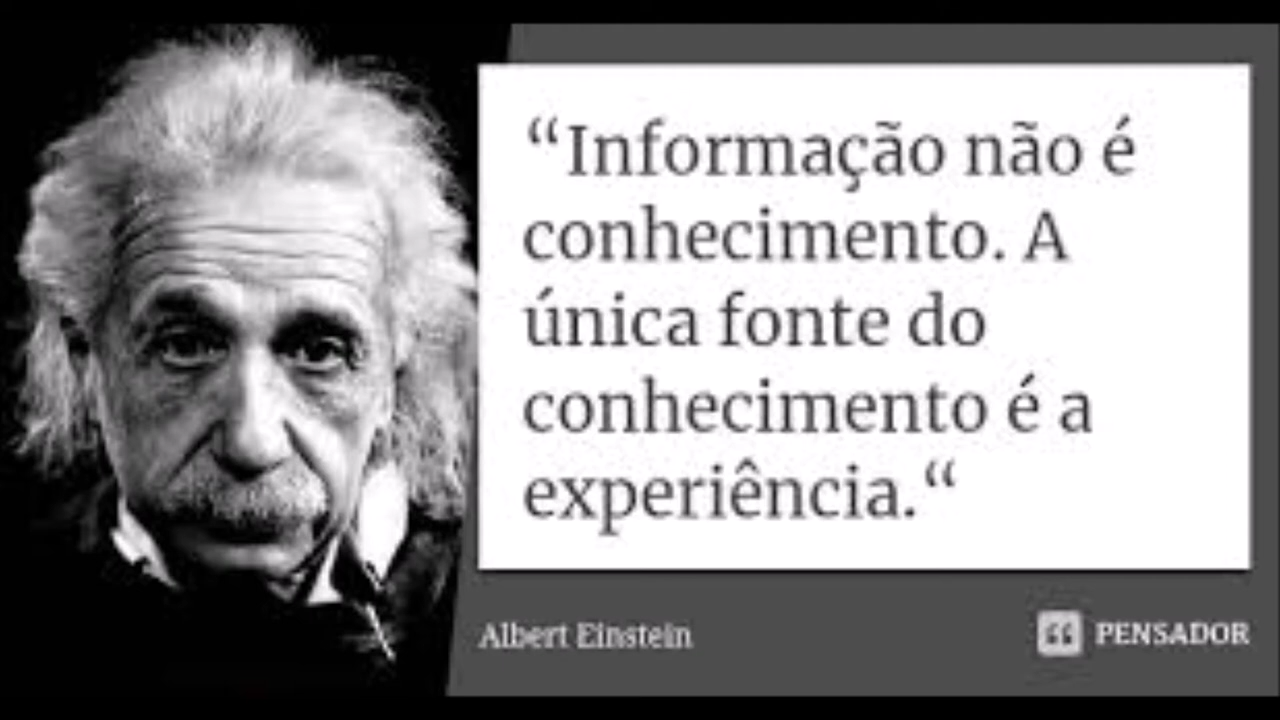 “Informação não é
conhecimento. A
única fonte do
conhecimento é a
experiência.“
Albert Einstein
PENSADOR